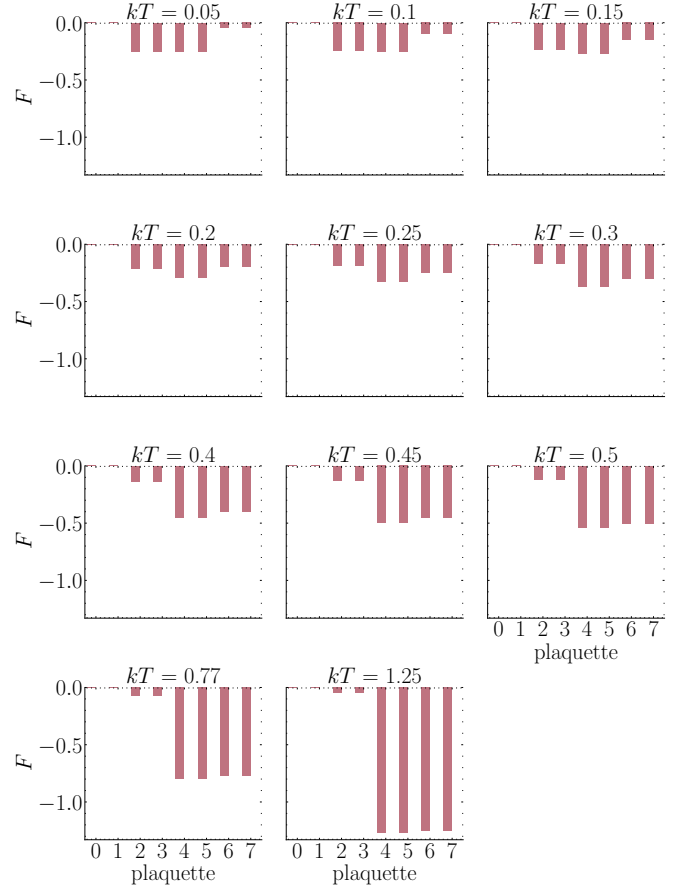 kT = 0.05 kT = 0.1 kT = 0.15
0.0
−0.5
−1.0
F
kT = 0.2 kT = 0.25 kT = 0.3
0.0
−0.5
−1.0
F
kT = 0.4 kT = 0.45 kT = 0.5
0.0
−0.5
−1.0
F
0 1 2 3 4 5 6 7
plaquette
kT = 0.77 kT = 1.25
0.0
−0.5
−1.0
F
0 1 2 3 4 5 6 7 0 1 2 3 4 5 6 7
plaquette plaquette